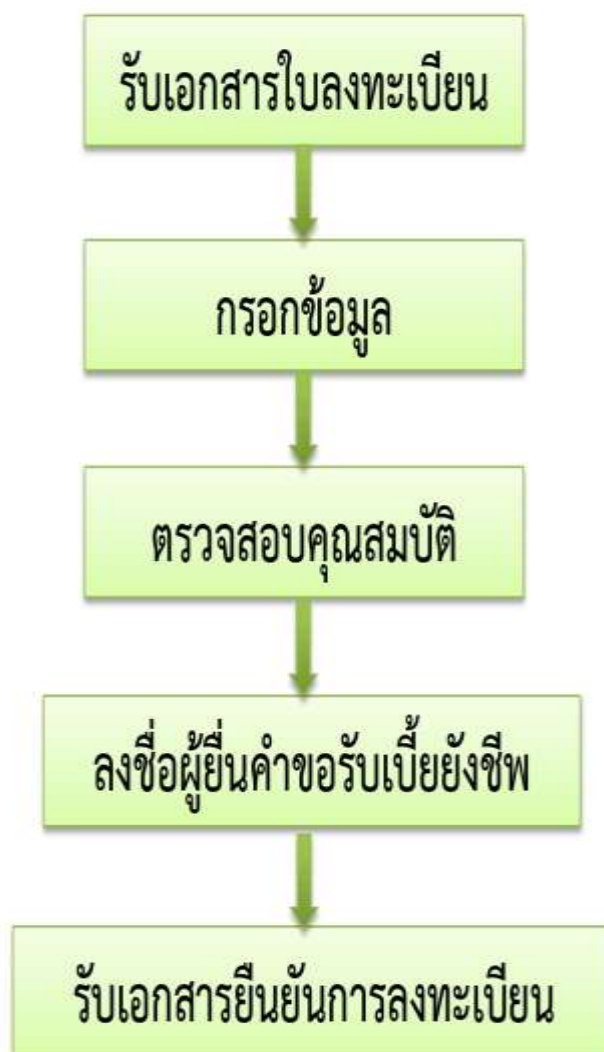 รับเอกสารใบลงทะเบียน
กรอกข้อมูล
ตรวจสอบคุณสมบัติ
ลงชื่อผู้ยื่นคำขอรับเบี้ยยังชีพ
รับเอกสารยืนยันการลงทะเบียน